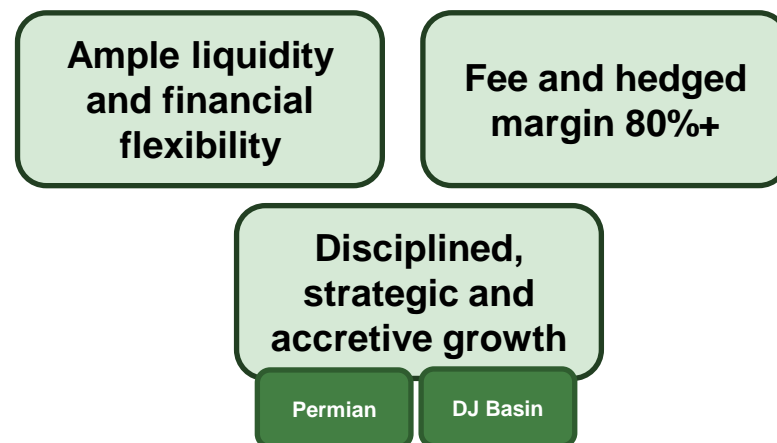 Ample liquidity
and financial
flexibility
Fee and hedged
margin 80%+
Disciplined,
strategic and
accretive growth
Permian
DJ Basin